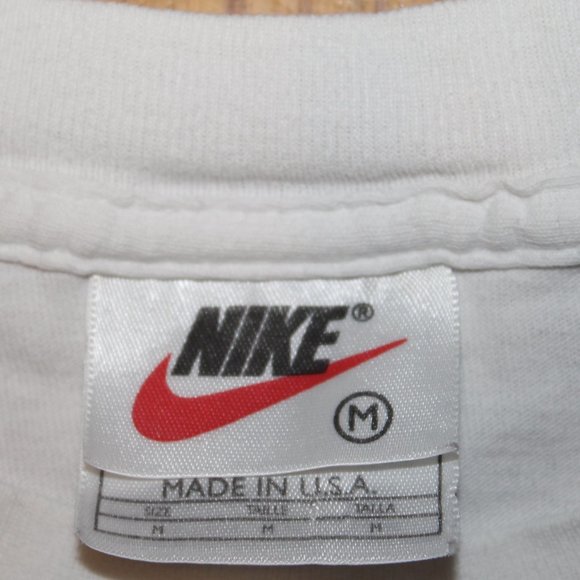 NIKE®
M
MADE IN U.S.A.
SIZE TAILLE TALLA
M M M